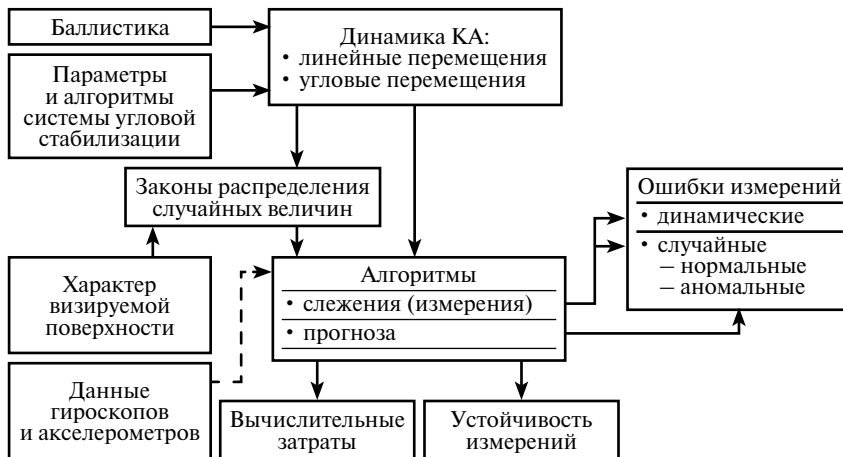 Баллистика
Параметры
и алгоритмы
системы угловой
стабилизации
Динамика КА:
• линейные перемещения
• угловые перемещения
Законы распределения
случайных величин
Характер
визируемой
поверхности
Данные
гироскопов
и акселерометров
Алгоритмы
• слежения (измерения)
• прогноза
Вычислительные
затраты
Устойчивость
измерений
Ошибки измерений
• динамические
• случайные
– нормальные
– аномальные